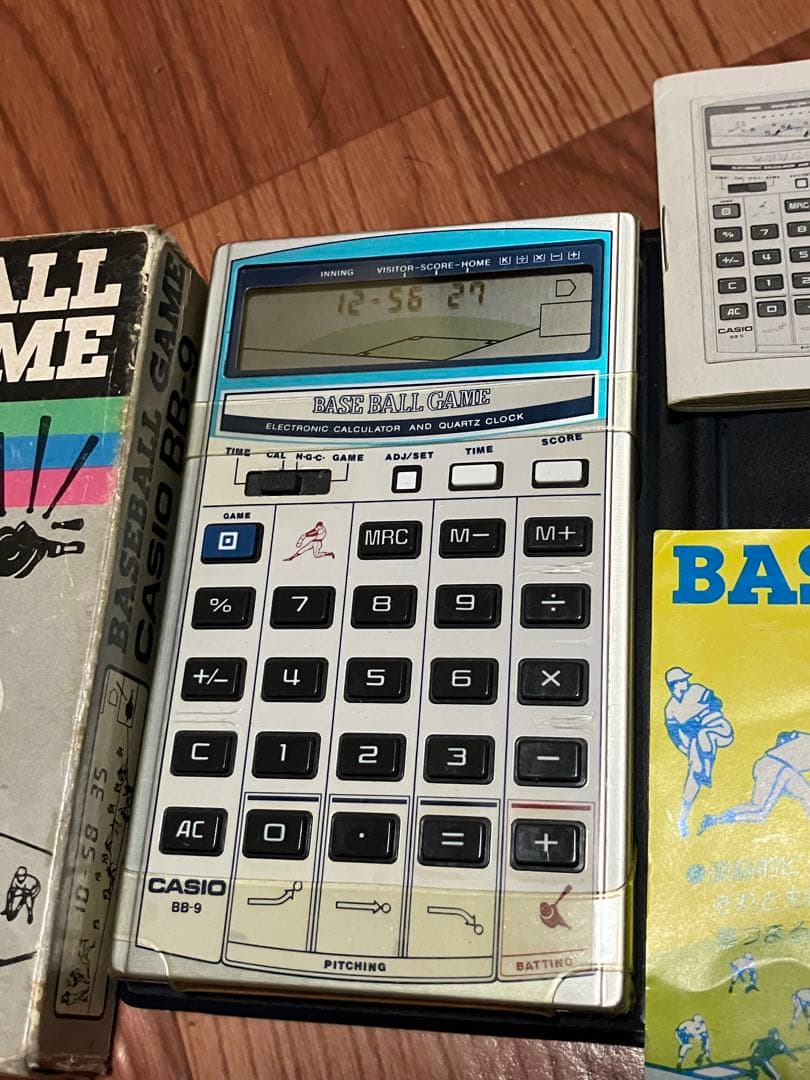 ALL
ME
BASEBALL GAME
CASIO BB-9
10-58 35
INNING VISITOR-SCORE-HOME K ÷ × − +
12-56 27
BASE BALL GAME
ELECTRONIC CALCULATOR AND QUARTZ CLOCK
TIME CAL H·G·C· GAME ADJ/SET TIME SCORE
GAME
MRC M− M+
% 7 8 9 ÷
+/− 4 5 6 ×
C 1 2 3 −
AC 0 · = +
CASIO
BB-9
PITCHING
BATTING
MRC
% 7 8
+/− 4 5
C 1 2
AC 0
CASIO
BAS